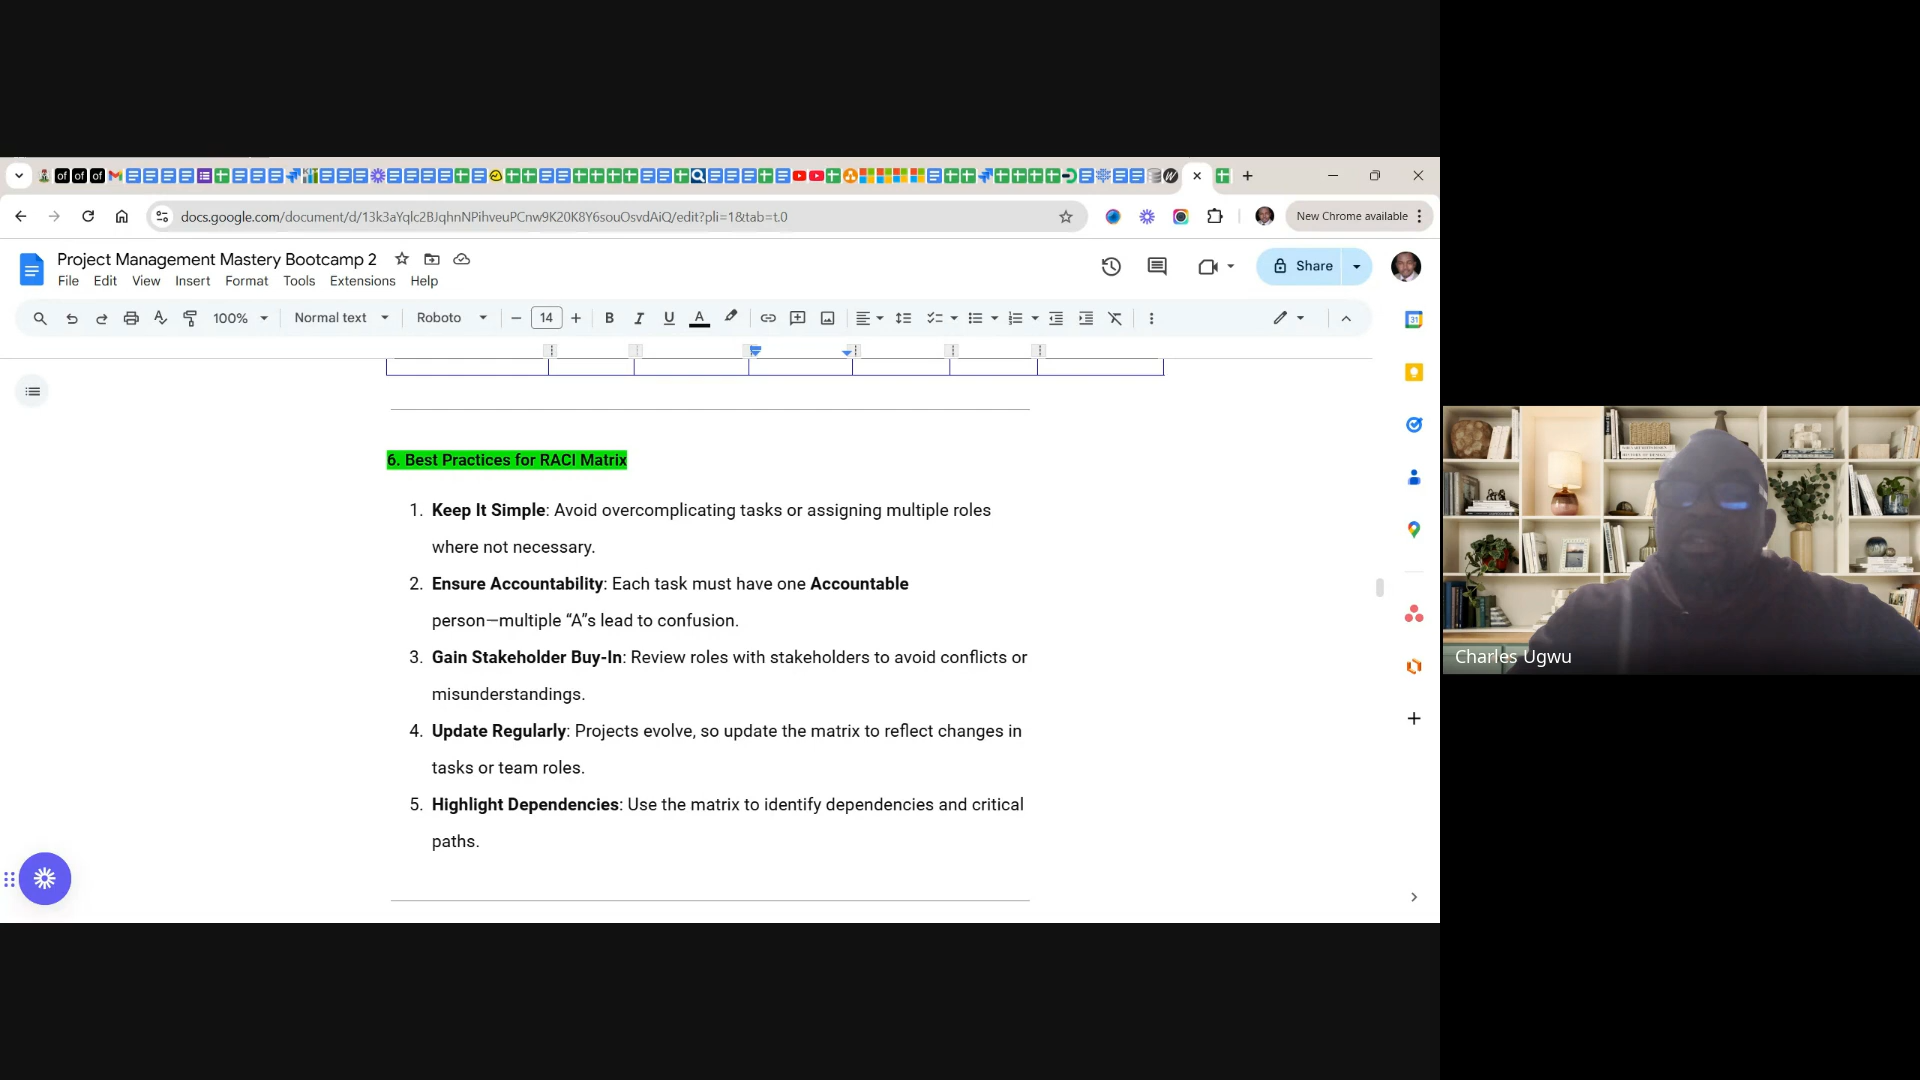 docs.google.com/document/d/13k3aYqlc2BJqhnNPihveuPCnw9K20K8Y6souOsvdAiQ/edit?pli=1&tab=t.0
New Chrome available
Project Management Mastery Bootcamp 2
File Edit View Insert Format Tools Extensions Help
Share
100% Normal text Roboto 14 B I U A
6. Best Practices for RACI Matrix
1. Keep It Simple: Avoid overcomplicating tasks or assigning multiple roles
where not necessary.
2. Ensure Accountability: Each task must have one Accountable
person—multiple “A”s lead to confusion.
3. Gain Stakeholder Buy-In: Review roles with stakeholders to avoid conflicts or
misunderstandings.
4. Update Regularly: Projects evolve, so update the matrix to reflect changes in
tasks or team roles.
5. Highlight Dependencies: Use the matrix to identify dependencies and critical
paths.
Charles Ugwu